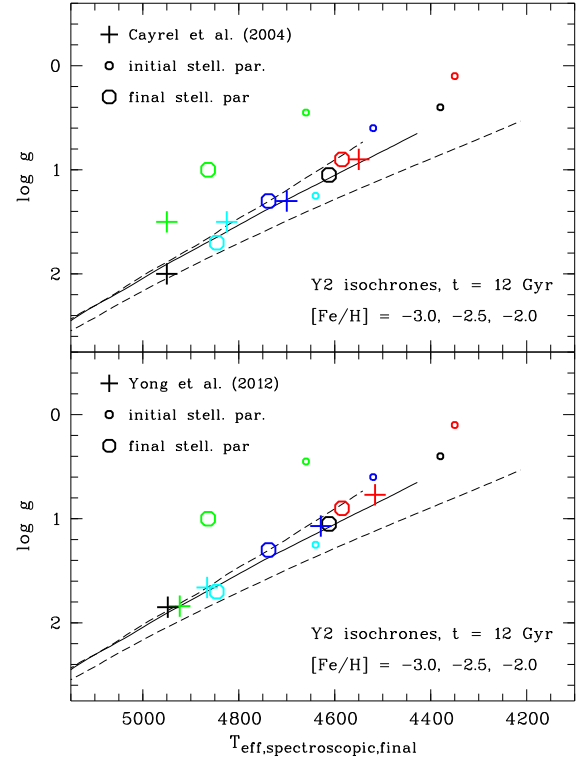 Cayrel et al. (2004)
initial stell. par.
final stell. par
0
1
2
log g
Y2 isochrones, t = 12 Gyr
[Fe/H] = −3.0, −2.5, −2.0
Yong et al. (2012)
initial stell. par.
final stell. par
0
1
2
log g
Y2 isochrones, t = 12 Gyr
[Fe/H] = −3.0, −2.5, −2.0
5000 4800 4600 4400 4200
Teff,spectroscopic,final